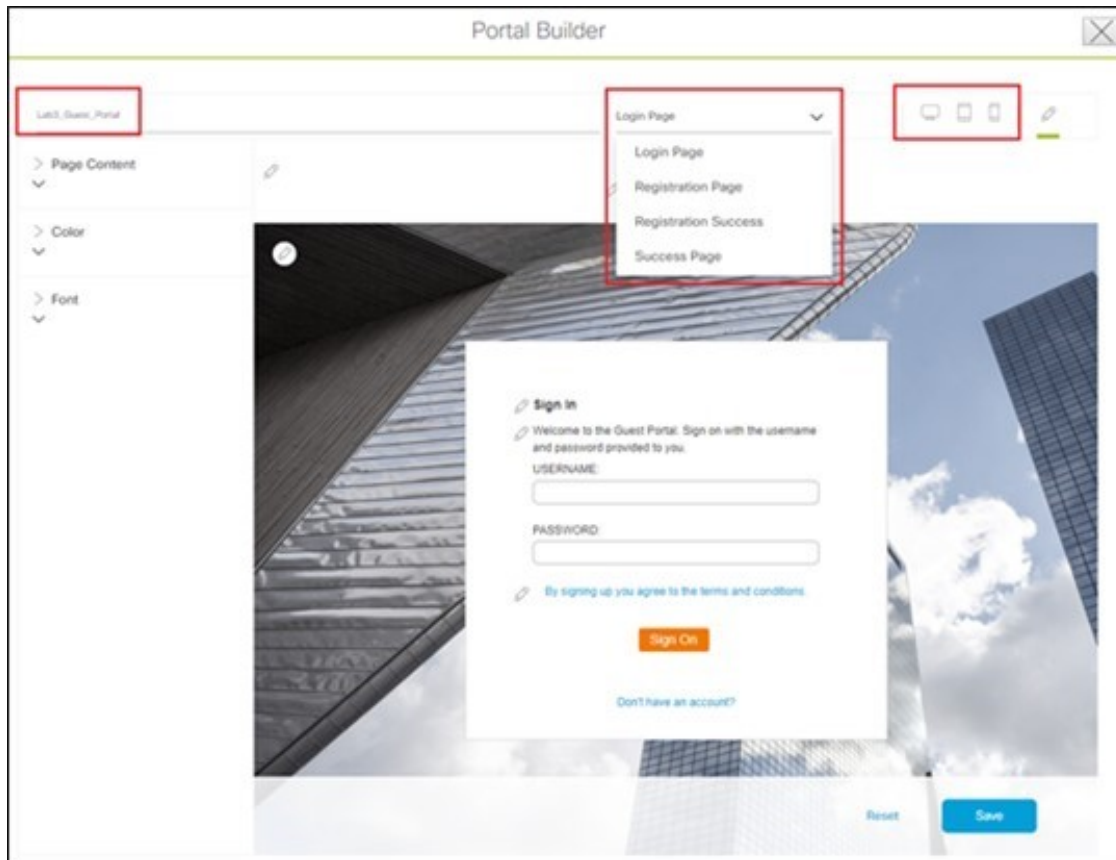 Portal Builder
Lab3_Guest_Portal
Login Page
Login Page
Registration Page
Registration Success
Success Page
Page Content
Color
Font
Sign In
Welcome to the Guest Portal. Sign on with the username
and password provided to you.
USERNAME:
PASSWORD:
By signing up you agree to the terms and conditions
Sign On
Don't have an account?
Reset
Save